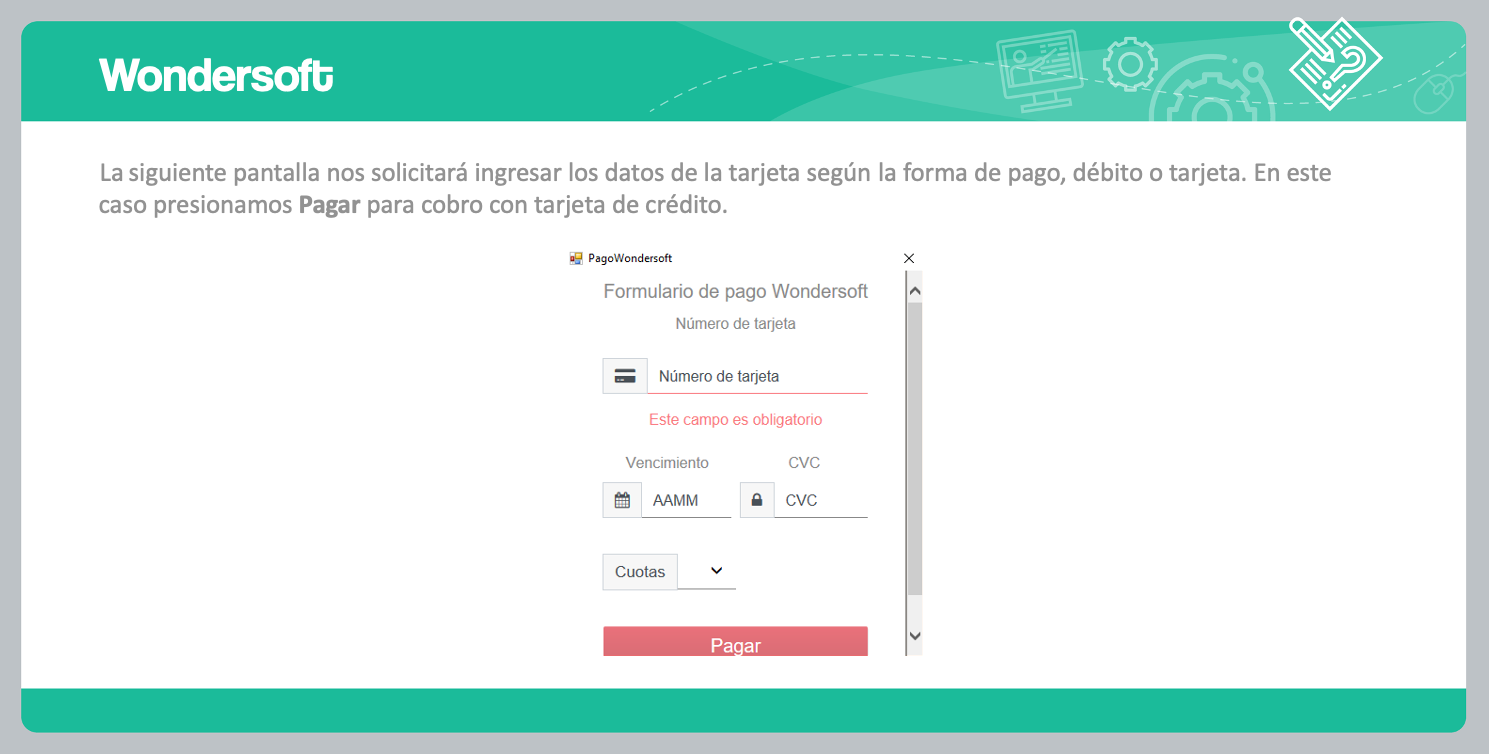 Wondersoft
La siguiente pantalla nos solicitará ingresar los datos de la tarjeta según la forma de pago, débito o tarjeta. En este
caso presionamos Pagar para cobro con tarjeta de crédito.
PagoWondersoft
Formulario de pago Wondersoft
Número de tarjeta
Número de tarjeta
Este campo es obligatorio
Vencimiento CVC
AAMM CVC
Cuotas
Pagar